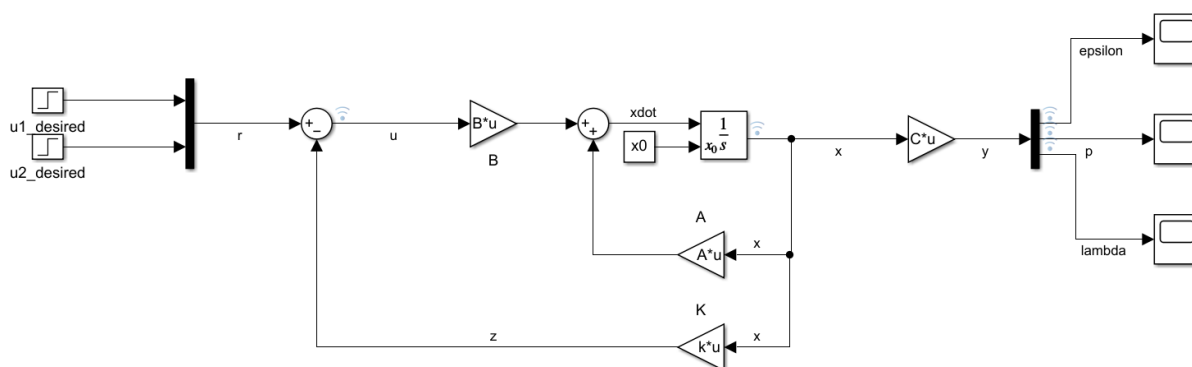 epsilon
u1_desired
u2_desired
r
+
−
u
B*u
B
+
+
xdot
x0
1
x₀ s
x
C*u
y
p
lambda
A
A*u
x
K
k*u
x
z